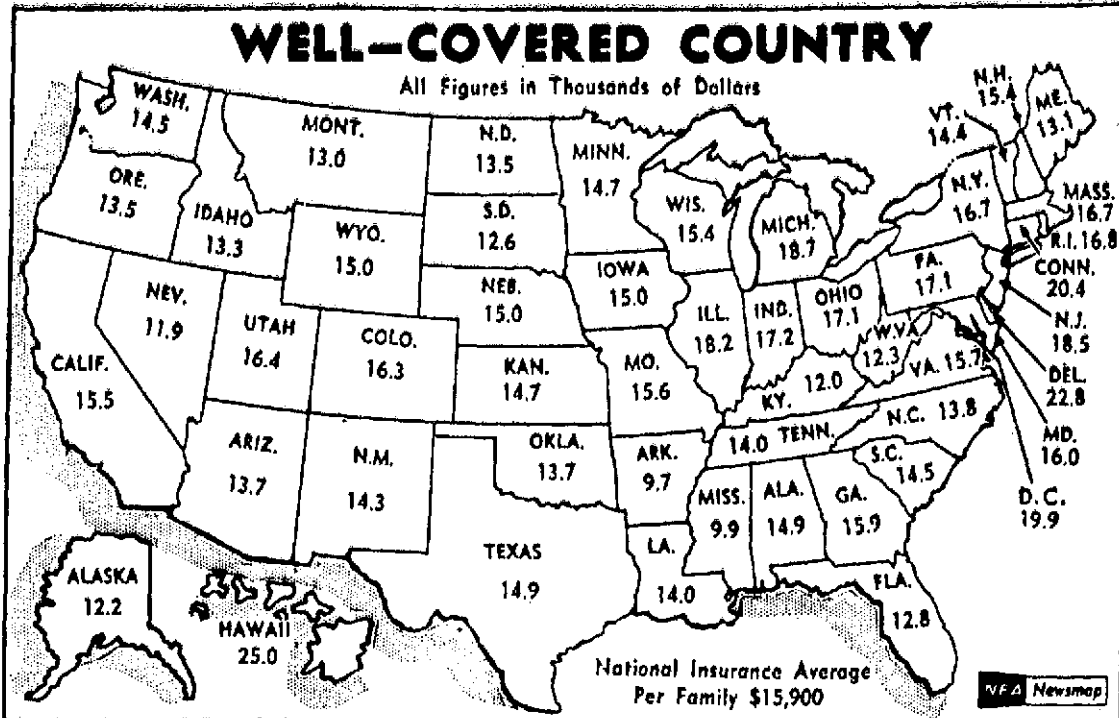 WELL-COVERED COUNTRY
All Figures in Thousands of Dollars
WASH.
14.5
MONT.
13.0
N.D.
13.5
MINN.
14.7
VT.
14.4
N.H.
15.4
ME.
13.1
ORE.
13.5
IDAHO
13.3
WYO.
15.0
S.D.
12.6
WIS.
15.4
MICH.
18.7
N.Y.
16.7
MASS.
16.7
R.I. 16.8
CONN.
20.4
NEV.
11.9
UTAH
16.4
COLO.
16.3
NEB.
15.0
IOWA
15.0
ILL.
18.2
IND.
17.2
OHIO
17.1
PA.
17.1
N.J.
18.5
CALIF.
15.5
KAN.
14.7
MO.
15.6
KY.
12.0
W.VA.
12.3
VA. 15.7
DEL.
22.8
MD.
16.0
D.C.
19.9
ARIZ.
13.7
N.M.
14.3
OKLA.
13.7
ARK.
9.7
14.0 TENN.
N.C. 13.8
S.C.
14.5
MISS.
9.9
ALA.
14.9
GA.
15.9
TEXAS
14.9
LA.
14.0
FLA.
12.8
ALASKA
12.2
HAWAII
25.0
National Insurance Average
Per Family $15,900
NEA Newsmap